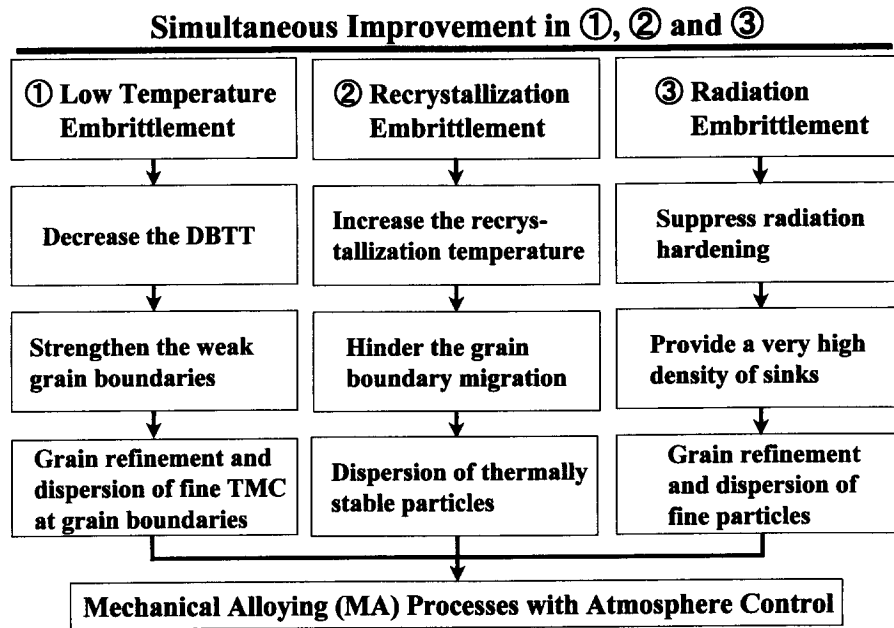 Simultaneous Improvement in ①, ② and ③
① Low Temperature
Embrittlement
Decrease the DBTT
Strengthen the weak
grain boundaries
Grain refinement and
dispersion of fine TMC
at grain boundaries
② Recrystallization
Embrittlement
Increase the recrys-
tallization temperature
Hinder the grain
boundary migration
Dispersion of thermally
stable particles
③ Radiation
Embrittlement
Suppress radiation
hardening
Provide a very high
density of sinks
Grain refinement
and dispersion of
fine particles
Mechanical Alloying (MA) Processes with Atmosphere Control